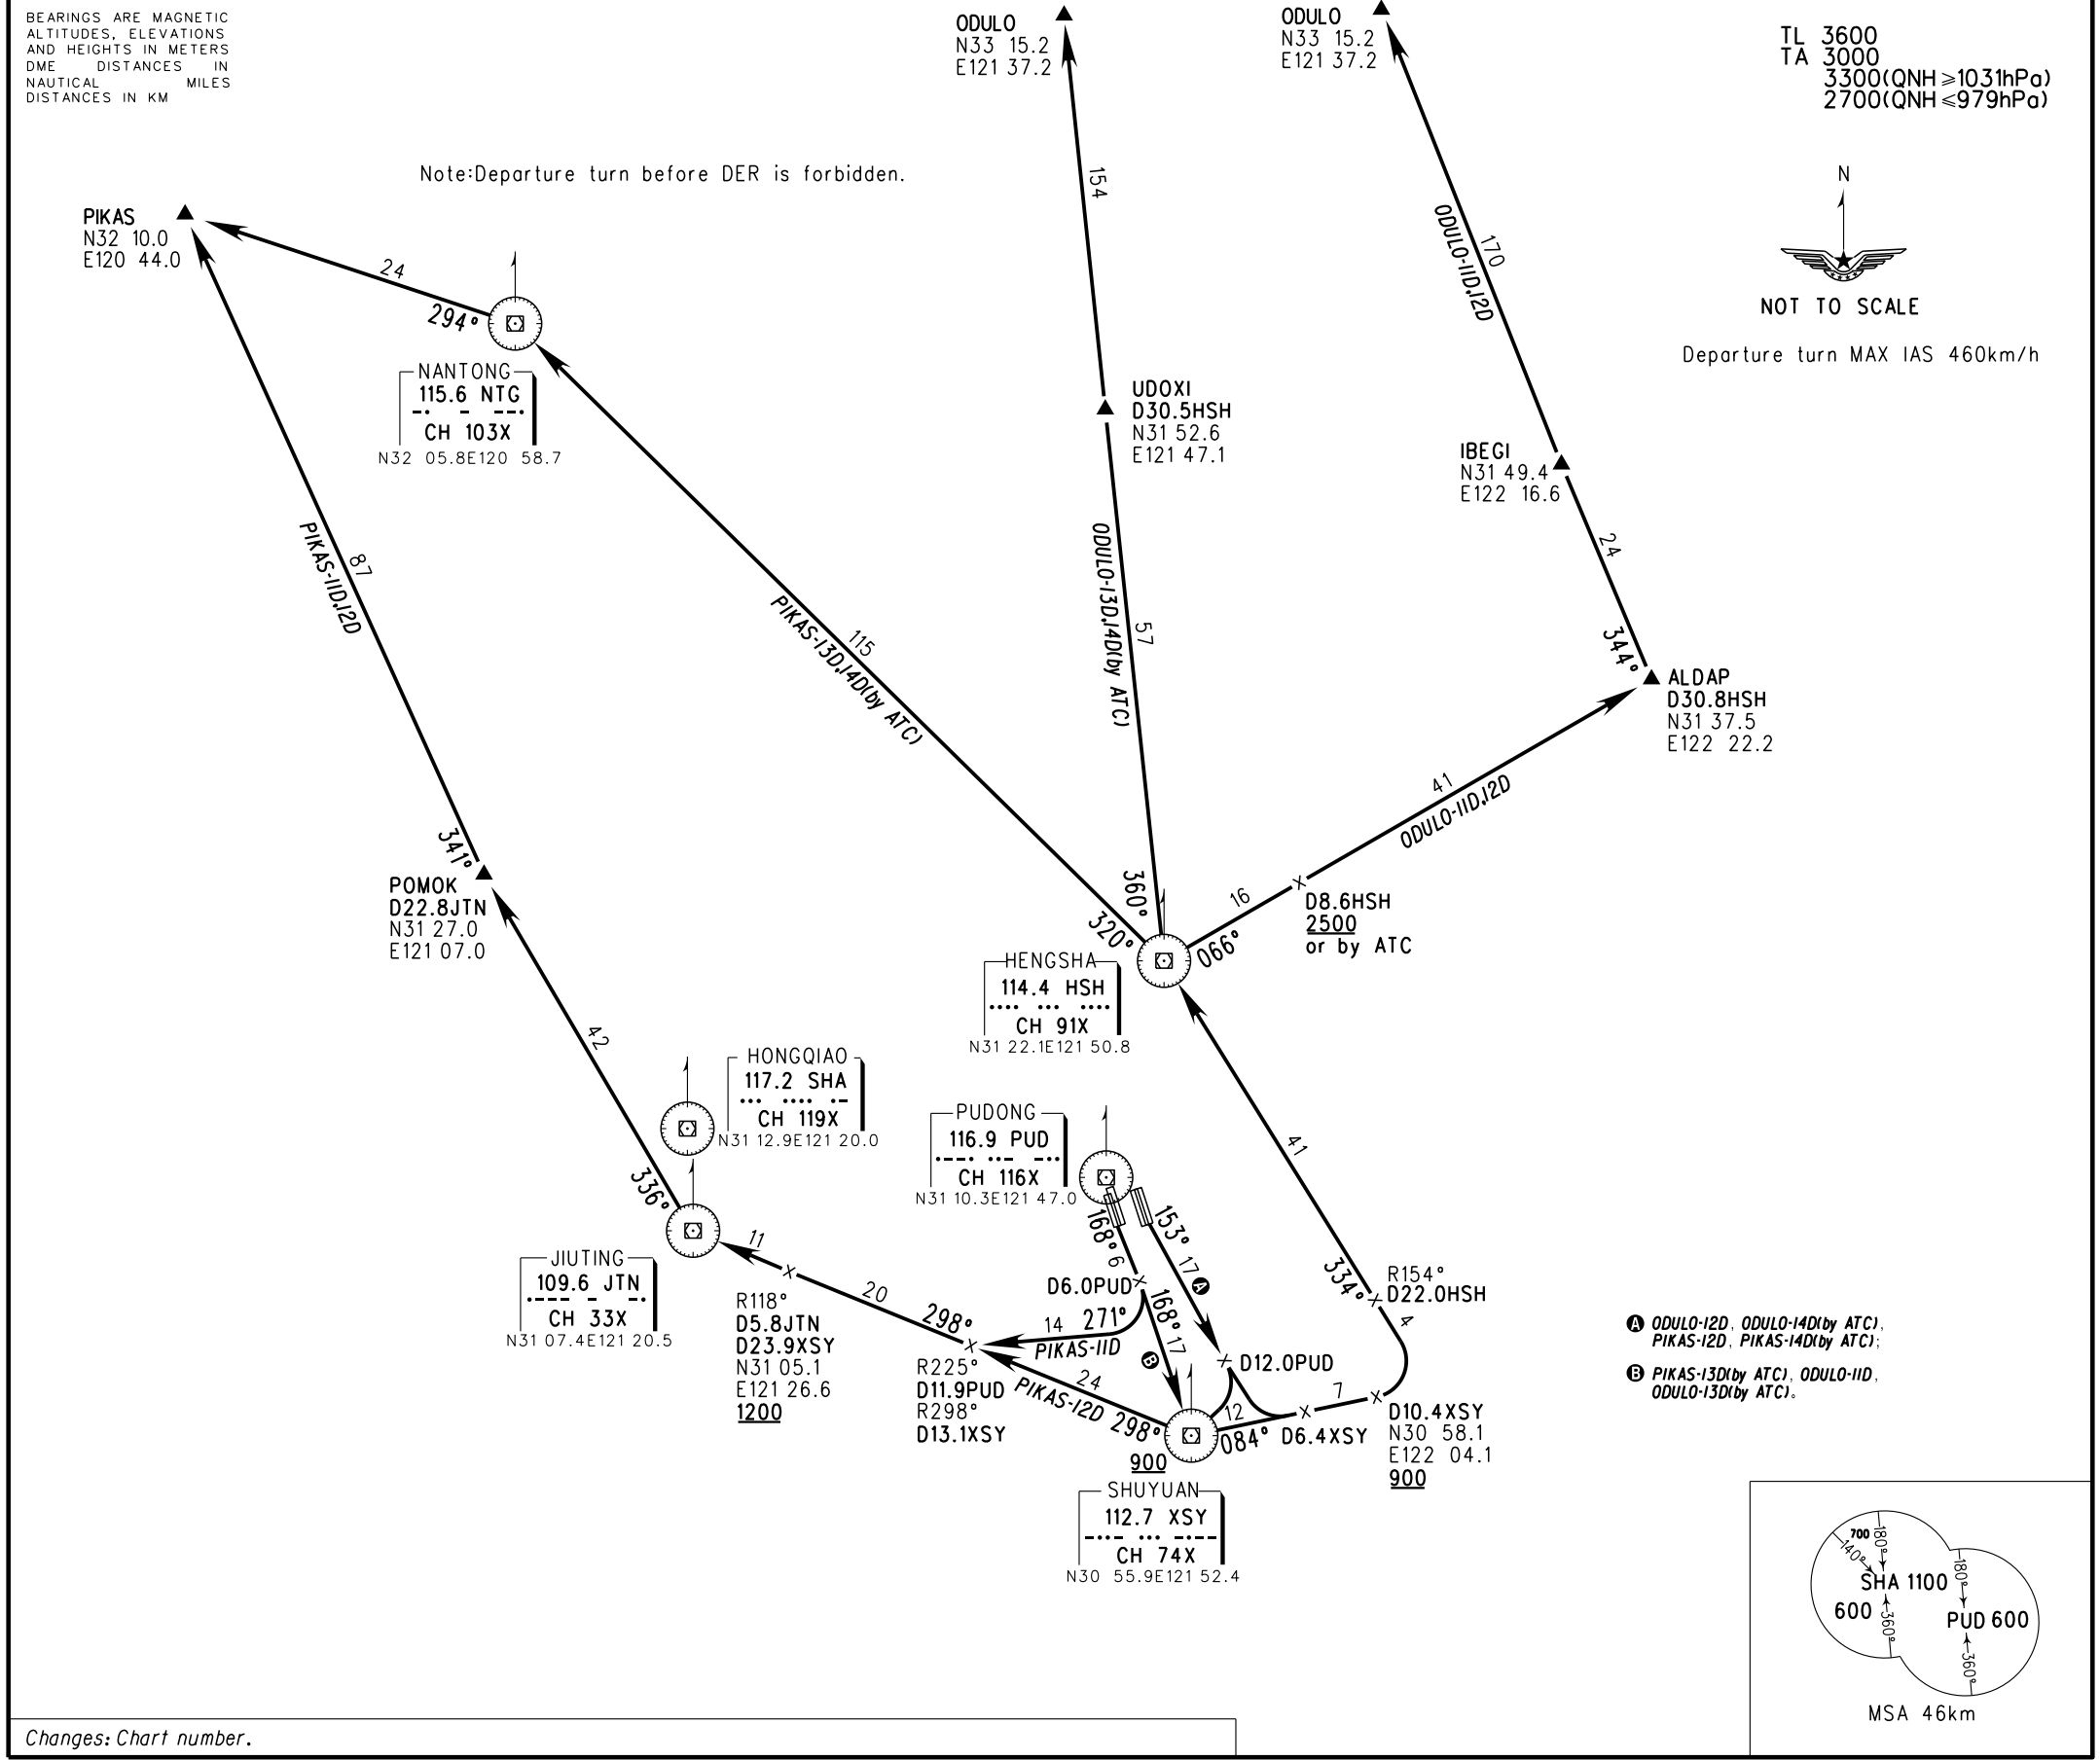 BEARINGS ARE MAGNETIC
ALTITUDES, ELEVATIONS
AND HEIGHTS IN METERS
DME DISTANCES IN
NAUTICAL MILES
DISTANCES IN KM
ODULO
N33 15.2
E121 37.2
ODULO
N33 15.2
E121 37.2
TL 3600
TA 3000
3300(QNH≥1031hPa)
2700(QNH≤979hPa)
Note:Departure turn before DER is forbidden.
N
NOT TO SCALE
Departure turn MAX IAS 460km/h
PIKAS
N32 10.0
E120 44.0
24
294°
NANTONG
115.6 NTG
CH 103X
N32 05.8E120 58.7
154
170
ODULO-11D,12D
UDOXI
D30.5HSH
N31 52.6
E121 47.1
IBEGI
N31 49.4
E122 16.6
24
344°
ALDAP
D30.8HSH
N31 37.5
E122 22.2
87
PIKAS-11D,12D
115
PIKAS-13D,14D(by ATC)
57
ODULO-13D,14D(by ATC)
41
ODULO-11D,12D
341°
POMOK
D22.8JTN
N31 27.0
E121 07.0
360°
320°
066°
16
D8.6HSH
2500
or by ATC
HENGSHA
114.4 HSH
CH 91X
N31 22.1E121 50.8
42
HONGQIAO
117.2 SHA
CH 119X
N31 12.9E121 20.0
PUDONG
116.9 PUD
CH 116X
N31 10.3E121 47.0
41
336°
JIUTING
109.6 JTN
CH 33X
N31 07.4E121 20.5
11
20
298°
R118°
D5.8JTN
D23.9XSY
N31 05.1
E121 26.6
1200
168°
6
153°
17
A
D6.0PUD
168°
17
B
14
271°
PIKAS-11D
R225°
D11.9PUD
R298°
D13.1XSY
24
PIKAS-12D
298°
D12.0PUD
334°
R154°
D22.0HSH
4
7
12
084°
D6.4XSY
D10.4XSY
N30 58.1
E122 04.1
900
900
SHUYUAN
112.7 XSY
CH 74X
N30 55.9E121 52.4
A ODULO-12D, ODULO-14D(by ATC),
PIKAS-12D, PIKAS-14D(by ATC);
B PIKAS-13D(by ATC), ODULO-11D,
ODULO-13D(by ATC)。
700
180°
140°
SHA 1100
600
360°
180°
PUD 600
360°
MSA 46km
Changes: Chart number.